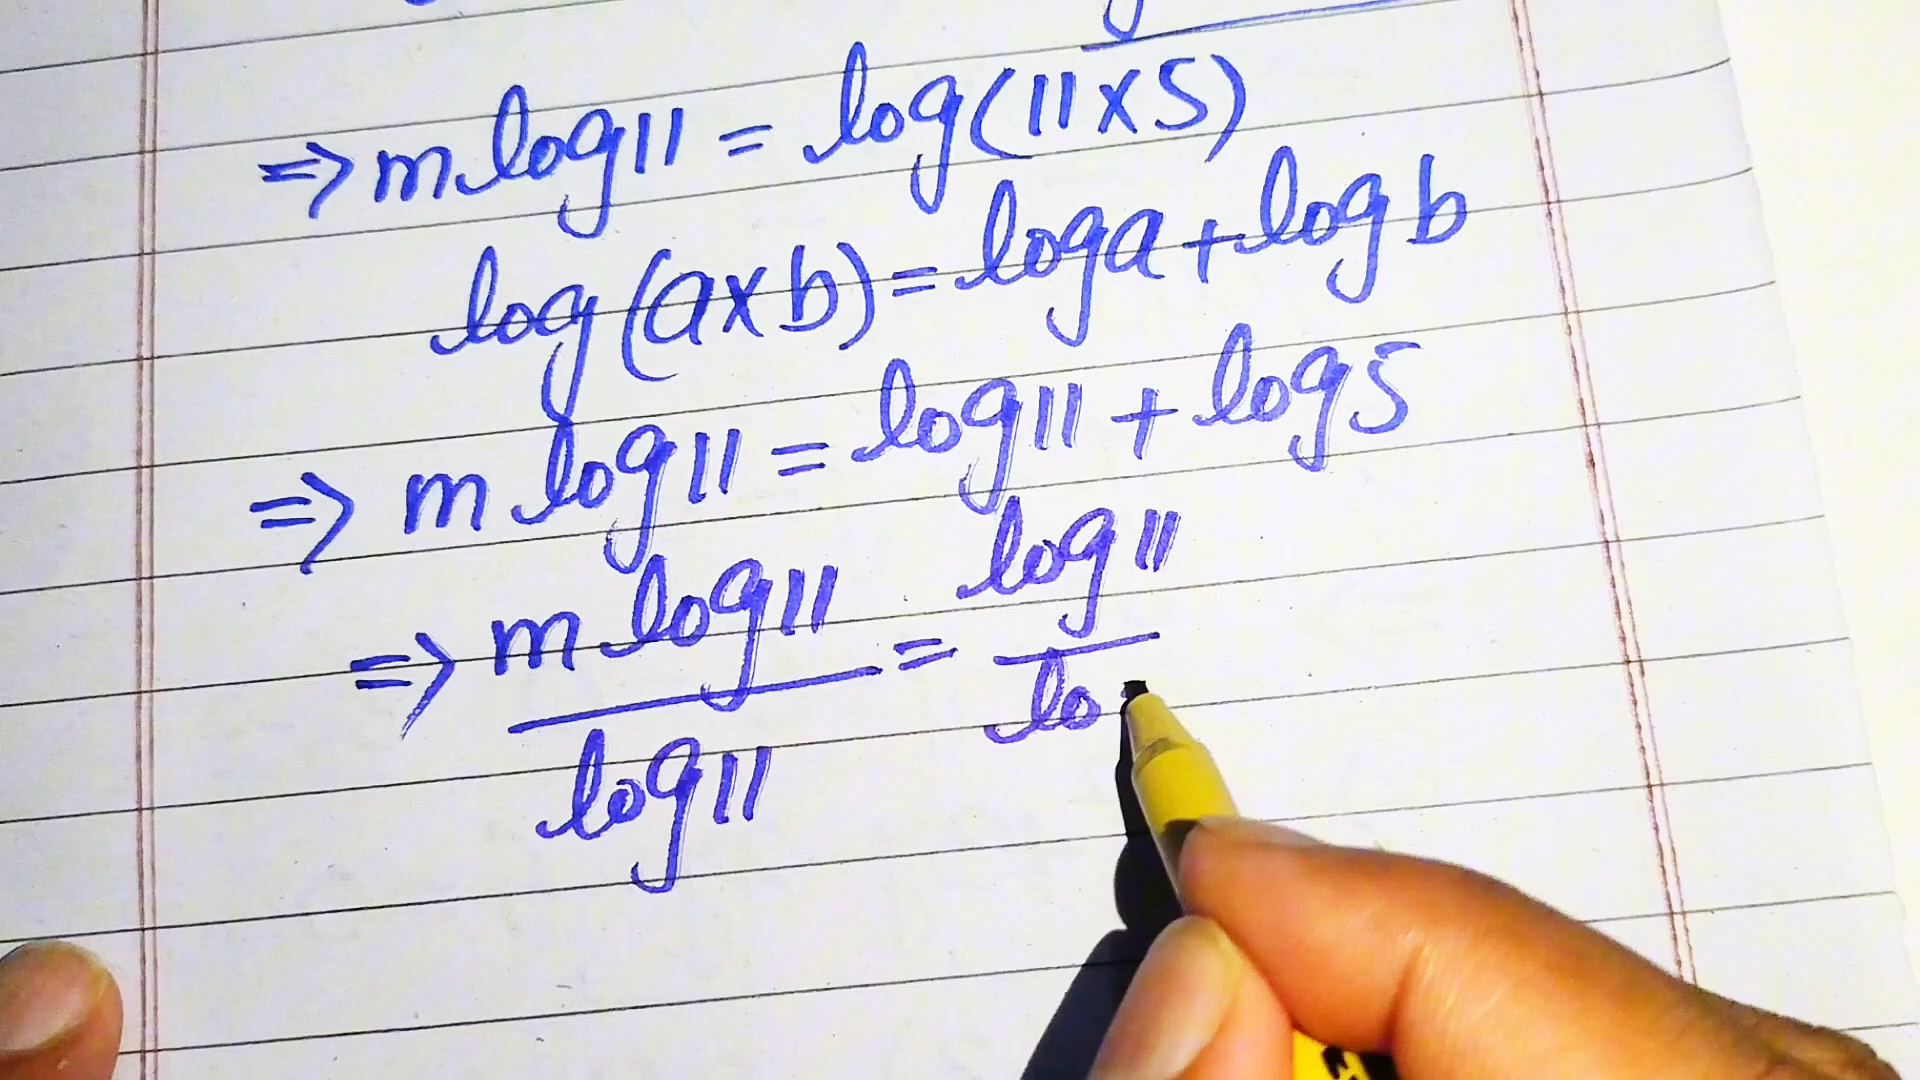 ⇒ m log 11 = log(11×5)
log(a×b) = log a + log b
⇒ m log 11 = log 11 + log 5
⇒ m log 11 / log 11 = log 11 / lo